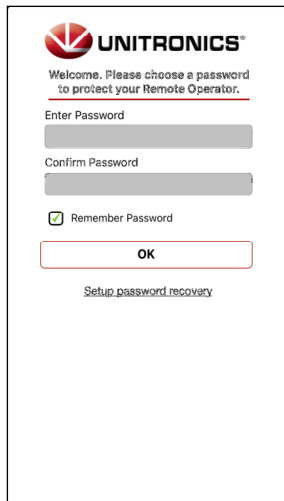 UNITRONICS®
Welcome. Please choose a password
to protect your Remote Operator.
Enter Password
Confirm Password
Remember Password
OK
Setup password recovery